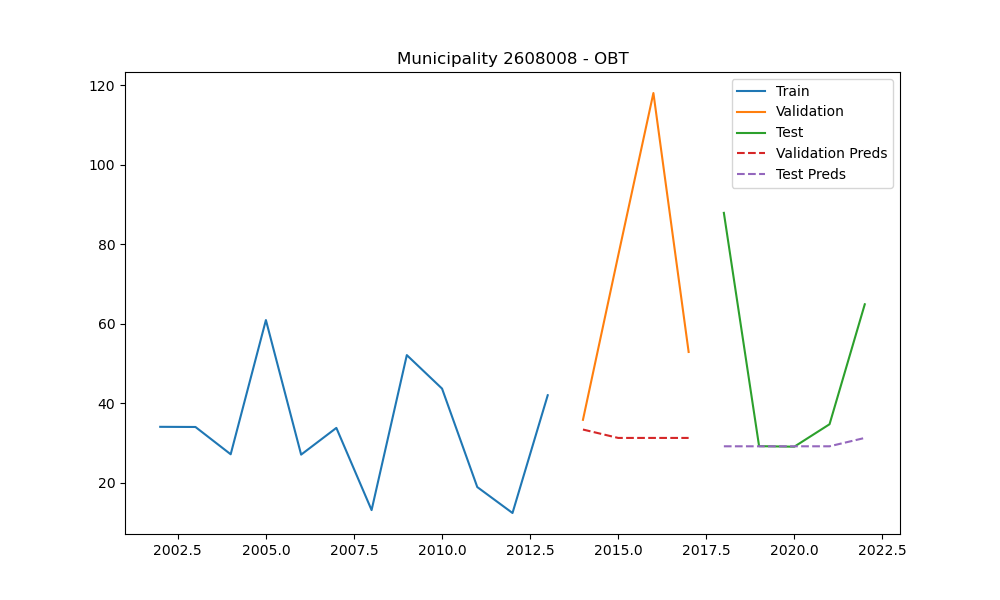 Municipality 2608008 - OBT
Train
Validation
Test
Validation Preds
Test Preds
120
100
80
60
40
20
2002.5 2005.0 2007.5 2010.0 2012.5 2015.0 2017.5 2020.0 2022.5